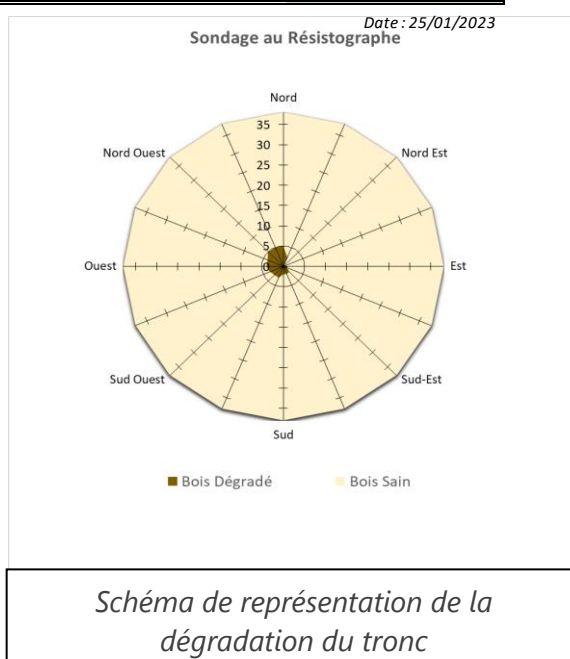 Date : 25/01/2023
Sondage au Résistographe
Nord
35
30
25
20
15
10
5
0
Nord Ouest
Nord Est
Ouest
Est
Sud Ouest
Sud-Est
Sud
Bois Dégradé
Bois Sain
Schéma de représentation de la
dégradation du tronc